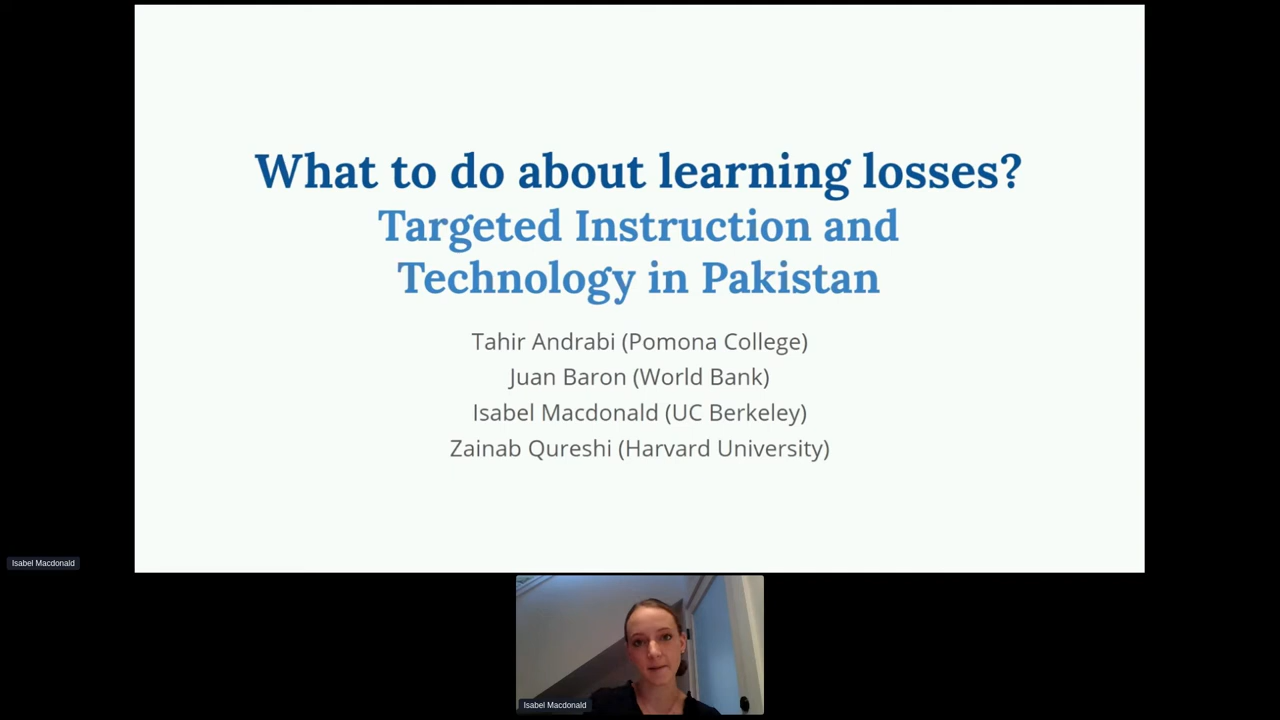 What to do about learning losses?
Targeted Instruction and
Technology in Pakistan
Tahir Andrabi (Pomona College)
Juan Baron (World Bank)
Isabel Macdonald (UC Berkeley)
Zainab Qureshi (Harvard University)
Isabel Macdonald
Isabel Macdonald